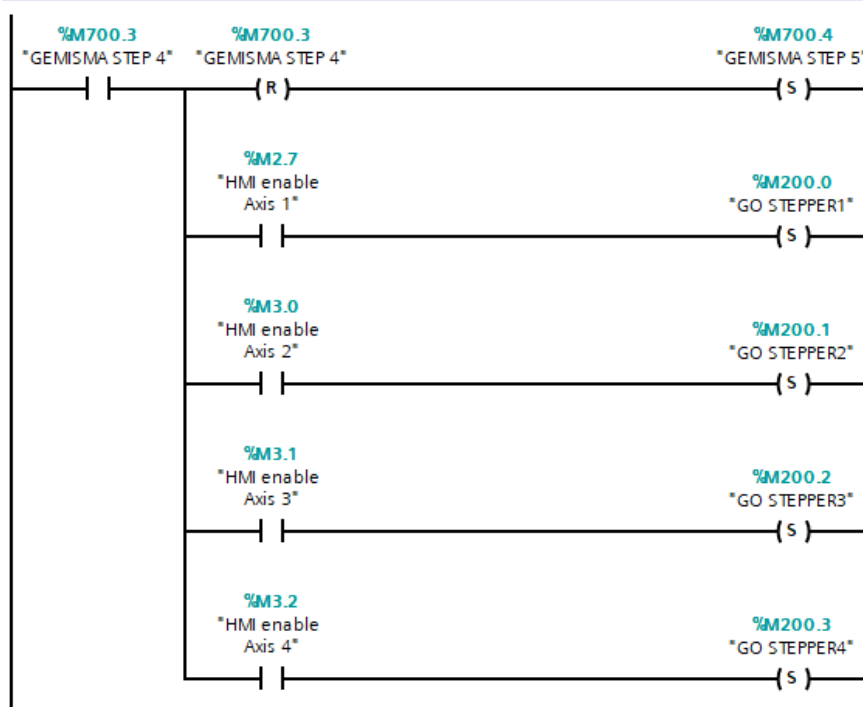 %M700.3 %M700.3 %M700.4
"GEMISMA STEP 4" "GEMISMA STEP 4" "GEMISMA STEP 5"
R S
%M2.7
"HMI enable %M200.0
Axis 1" "GO STEPPER1"
S
%M3.0
"HMI enable %M200.1
Axis 2" "GO STEPPER2"
S
%M3.1
"HMI enable %M200.2
Axis 3" "GO STEPPER3"
S
%M3.2
"HMI enable %M200.3
Axis 4" "GO STEPPER4"
S